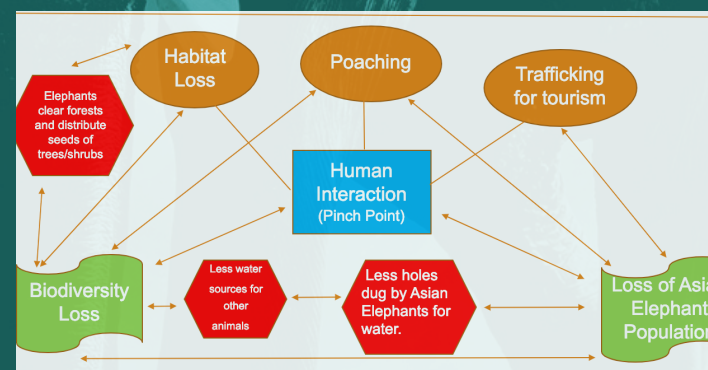 Habitat
Loss
Poaching
Trafficking
for tourism
Elephants
clear forests
and distribute
seeds of
trees/shrubs
Human
Interaction
(Pinch Point)
Biodiversity
Loss
Less water
sources for
other
animals
Less holes
dug by Asian
Elephants for
water.
Loss of Asia
Elephant
Population